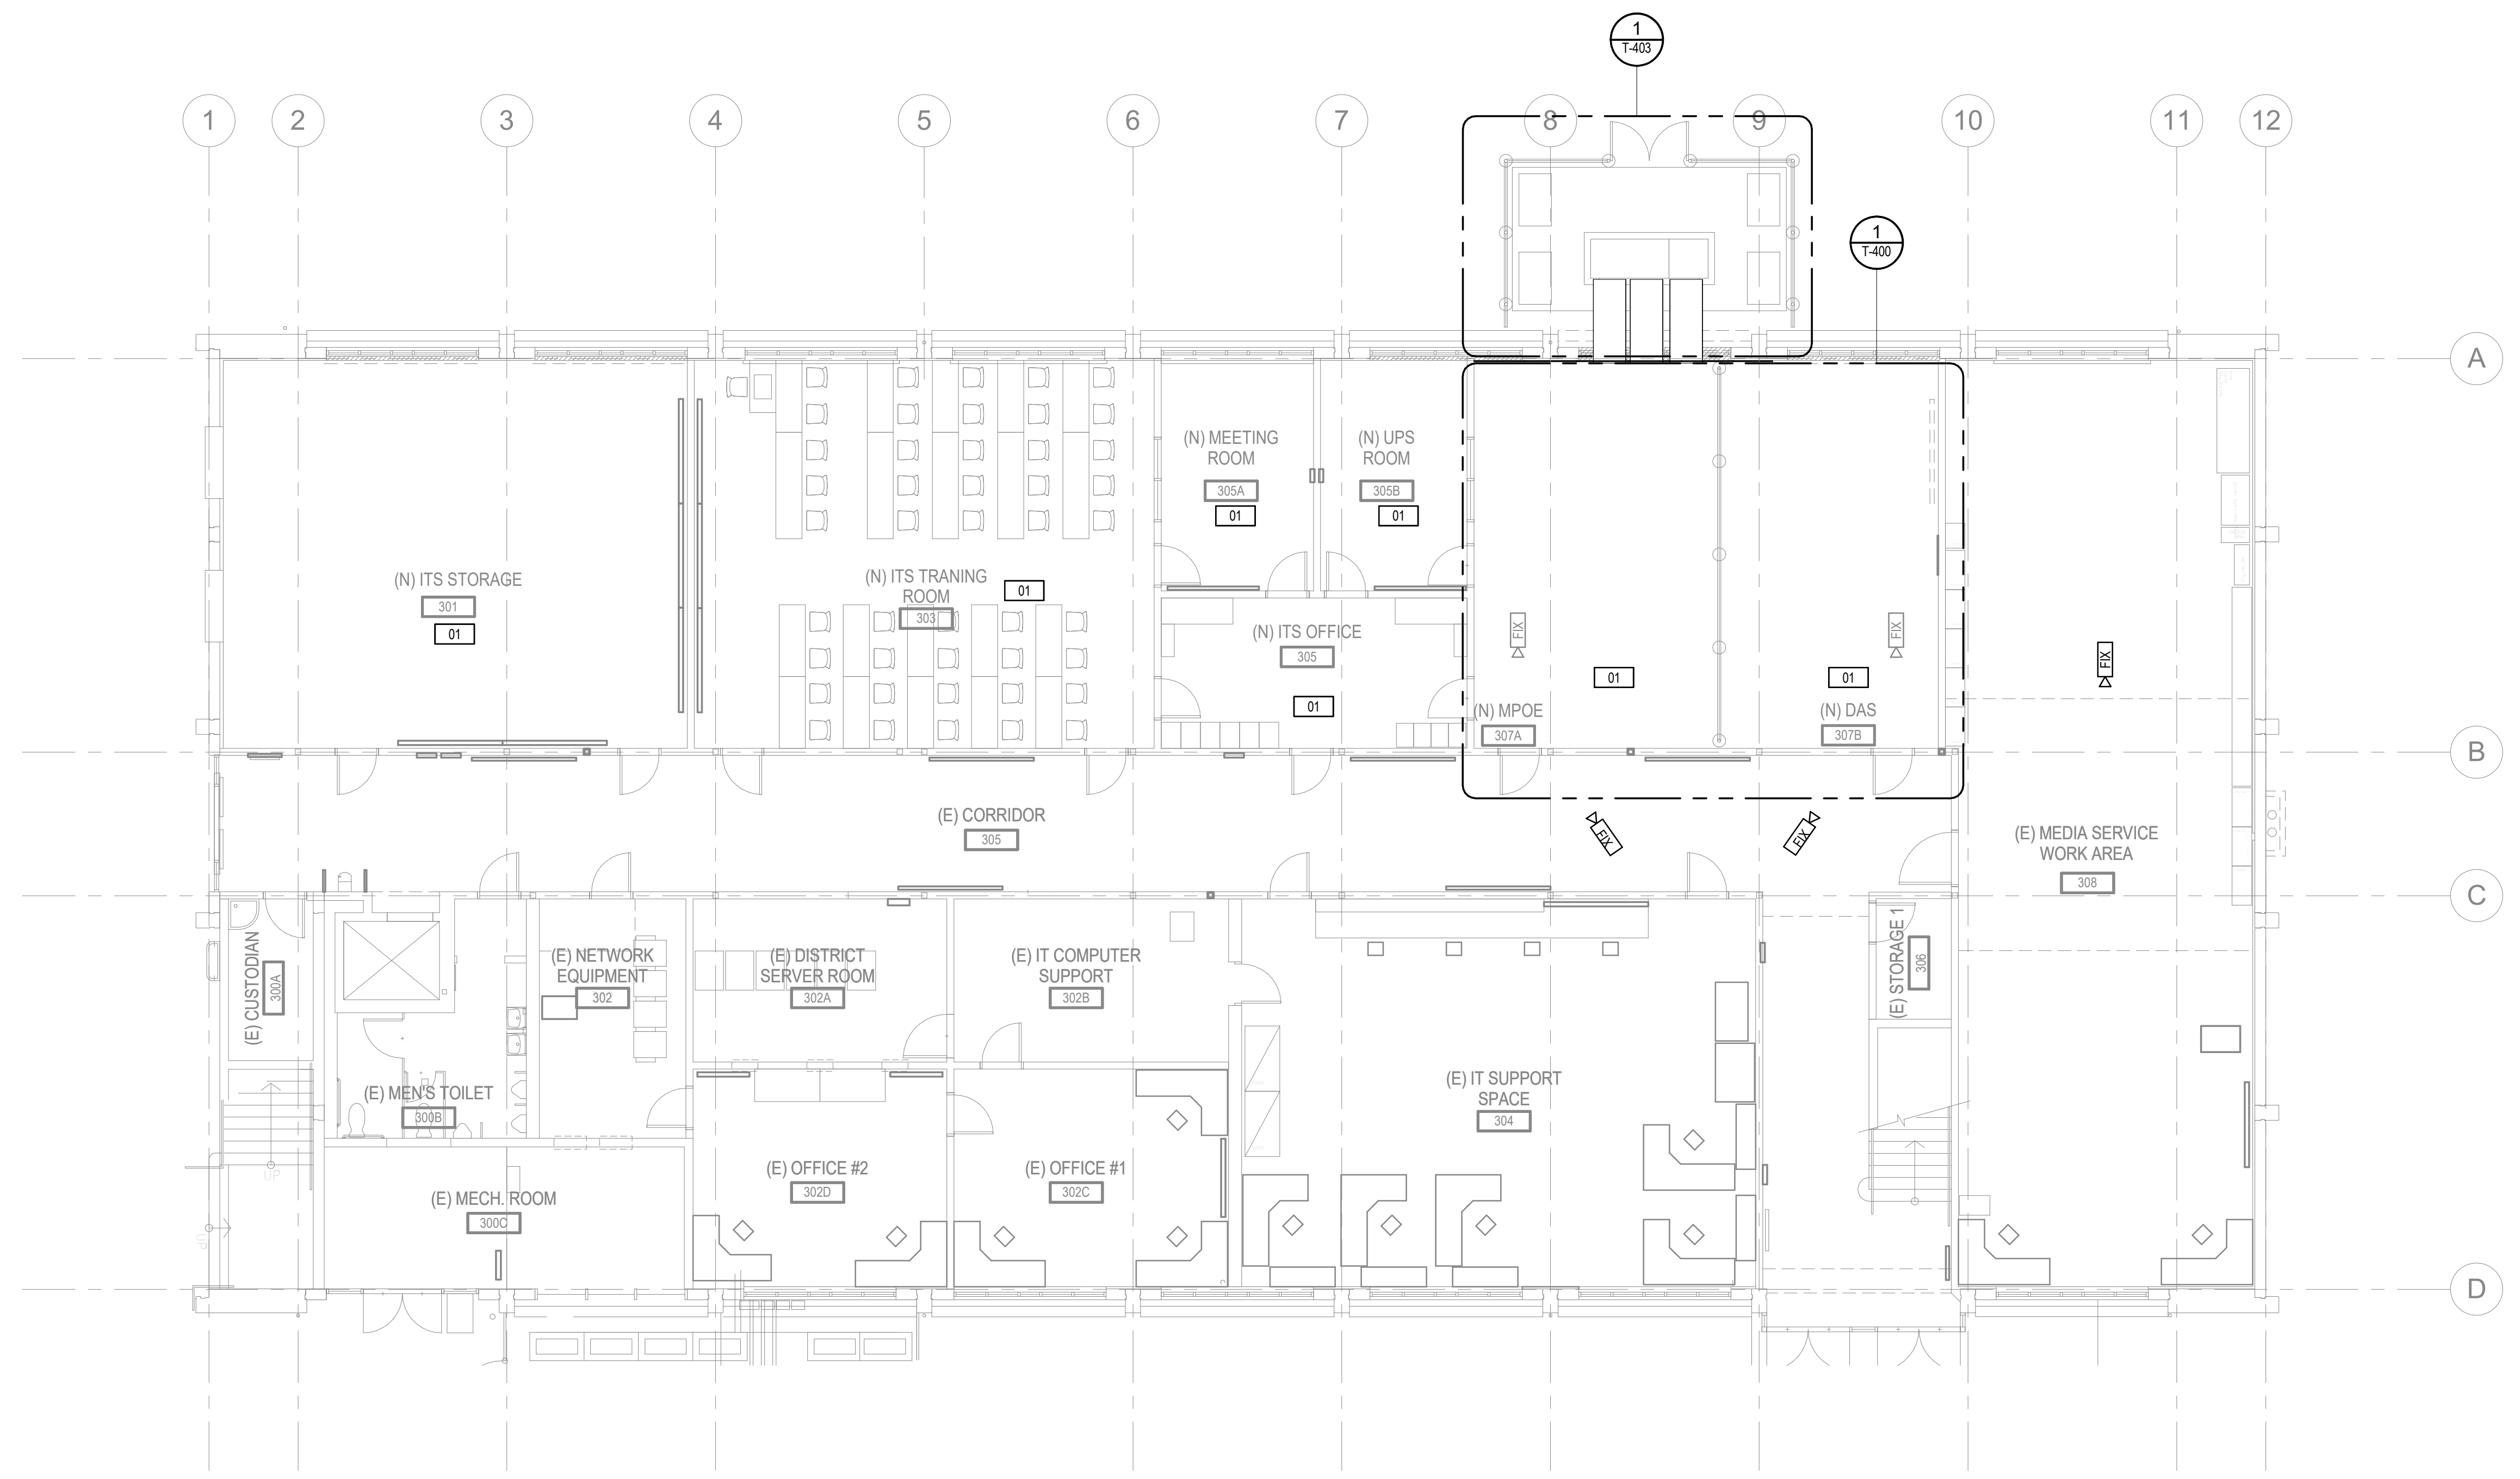 1
T-403
1
2
3
4
5
6
7
8
9
10
11
12
1
T-400
A
(N) MEETING
ROOM
305A
01
(N) UPS
ROOM
305B
01
(N) ITS STORAGE
301
01
(N) ITS TRANING
ROOM
303
01
(N) ITS OFFICE
305
01
FIX
FIX
FIX
01
01
(N) MPOE
307A
(N) DAS
307B
B
(E) CORRIDOR
305
FIX
FIX
(E) MEDIA SERVICE
WORK AREA
308
C
(E) CUSTODIAN
300A
(E) NETWORK
EQUIPMENT
302
(E) DISTRICT
SERVER ROOM
302A
(E) IT COMPUTER
SUPPORT
302B
(E) STORAGE 1
306
(E) MEN'S TOILET
300B
(E) IT SUPPORT
SPACE
304
UP
(E) MECH. ROOM
300C
(E) OFFICE #2
302D
(E) OFFICE #1
302C
UP
D